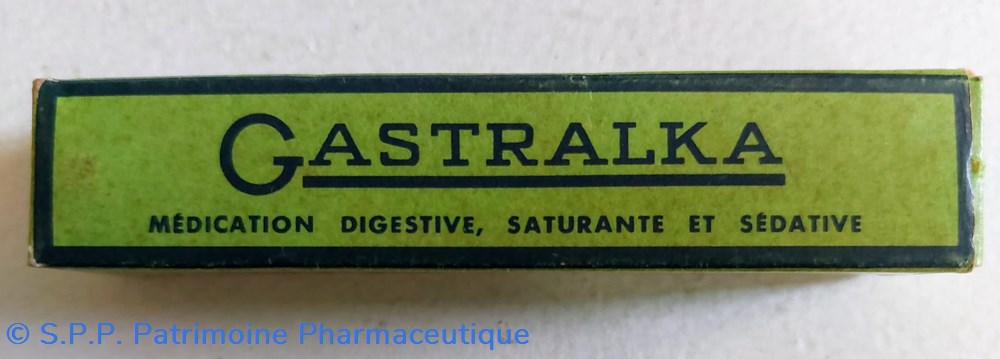 GASTRALKA
MÉDICATION DIGESTIVE, SATURANTE ET SÉDATIVE
© S.P.P. Patrimoine Pharmaceutique